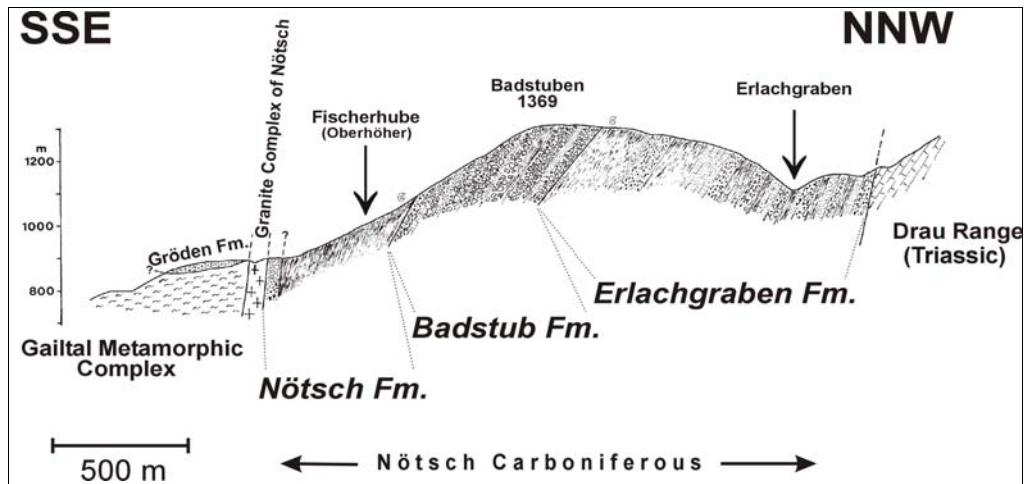 SSE
NNW
Granite Complex of Nötsch
Badstuben
1369
Erlachgraben
Fischerhube
(Oberhöher)
m
1200
1000
800
Gröden Fm.
?
?
Drau Range
(Triassic)
Erlachgraben Fm.
Badstub Fm.
Gailtal Metamorphic
Complex
Nötsch Fm.
500 m
Nötsch Carboniferous